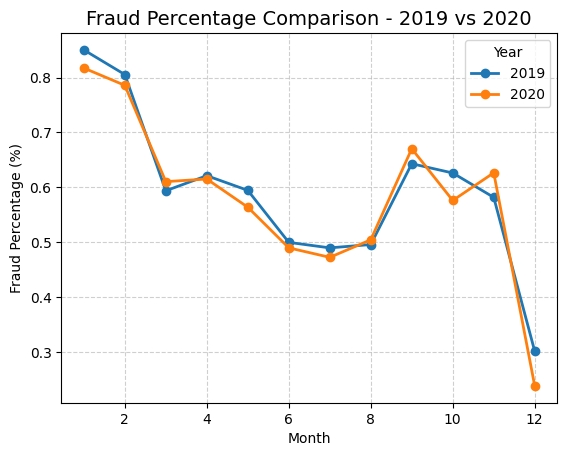 Fraud Percentage Comparison - 2019 vs 2020
Year
2019
2020
Fraud Percentage (%)
0.8
0.7
0.6
0.5
0.4
0.3
2 4 6 8 10 12
Month